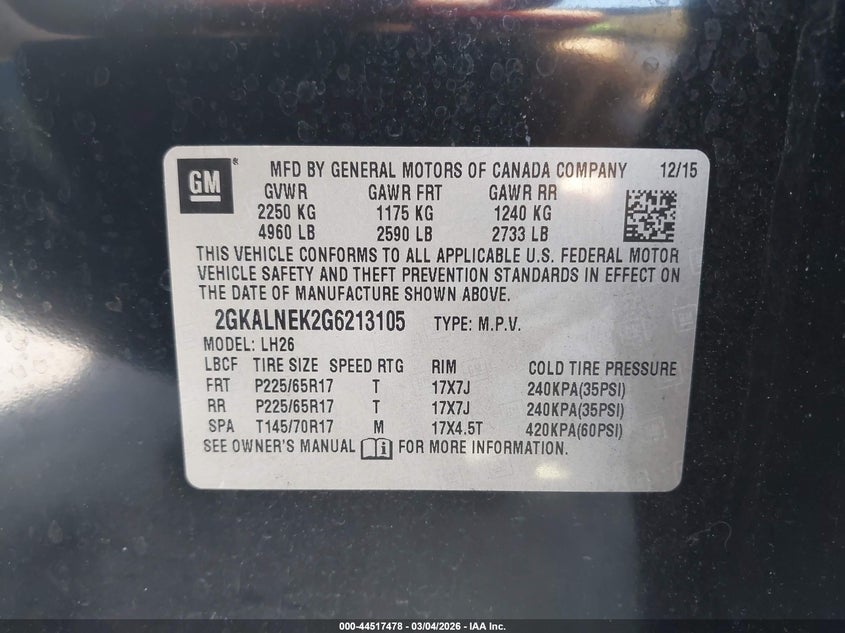 GM ® MFD BY GENERAL MOTORS OF CANADA COMPANY 12/15
GVWR GAWR FRT GAWR RR
2250 KG 1175 KG 1240 KG
4960 LB 2590 LB 2733 LB
THIS VEHICLE CONFORMS TO ALL APPLICABLE U.S. FEDERAL MOTOR
VEHICLE SAFETY AND THEFT PREVENTION STANDARDS IN EFFECT ON
THE DATE OF MANUFACTURE SHOWN ABOVE.
2GKALNEK2G6213105 TYPE: M.P.V.
MODEL: LH26
LBCF TIRE SIZE SPEED RTG RIM COLD TIRE PRESSURE
FRT P225/65R17 T 17X7J 240KPA(35PSI)
RR P225/65R17 T 17X7J 240KPA(35PSI)
SPA T145/70R17 M 17X4.5T 420KPA(60PSI)
SEE OWNER'S MANUAL i FOR MORE INFORMATION.
000-44517478 - 03/04/2026 - IAA Inc.